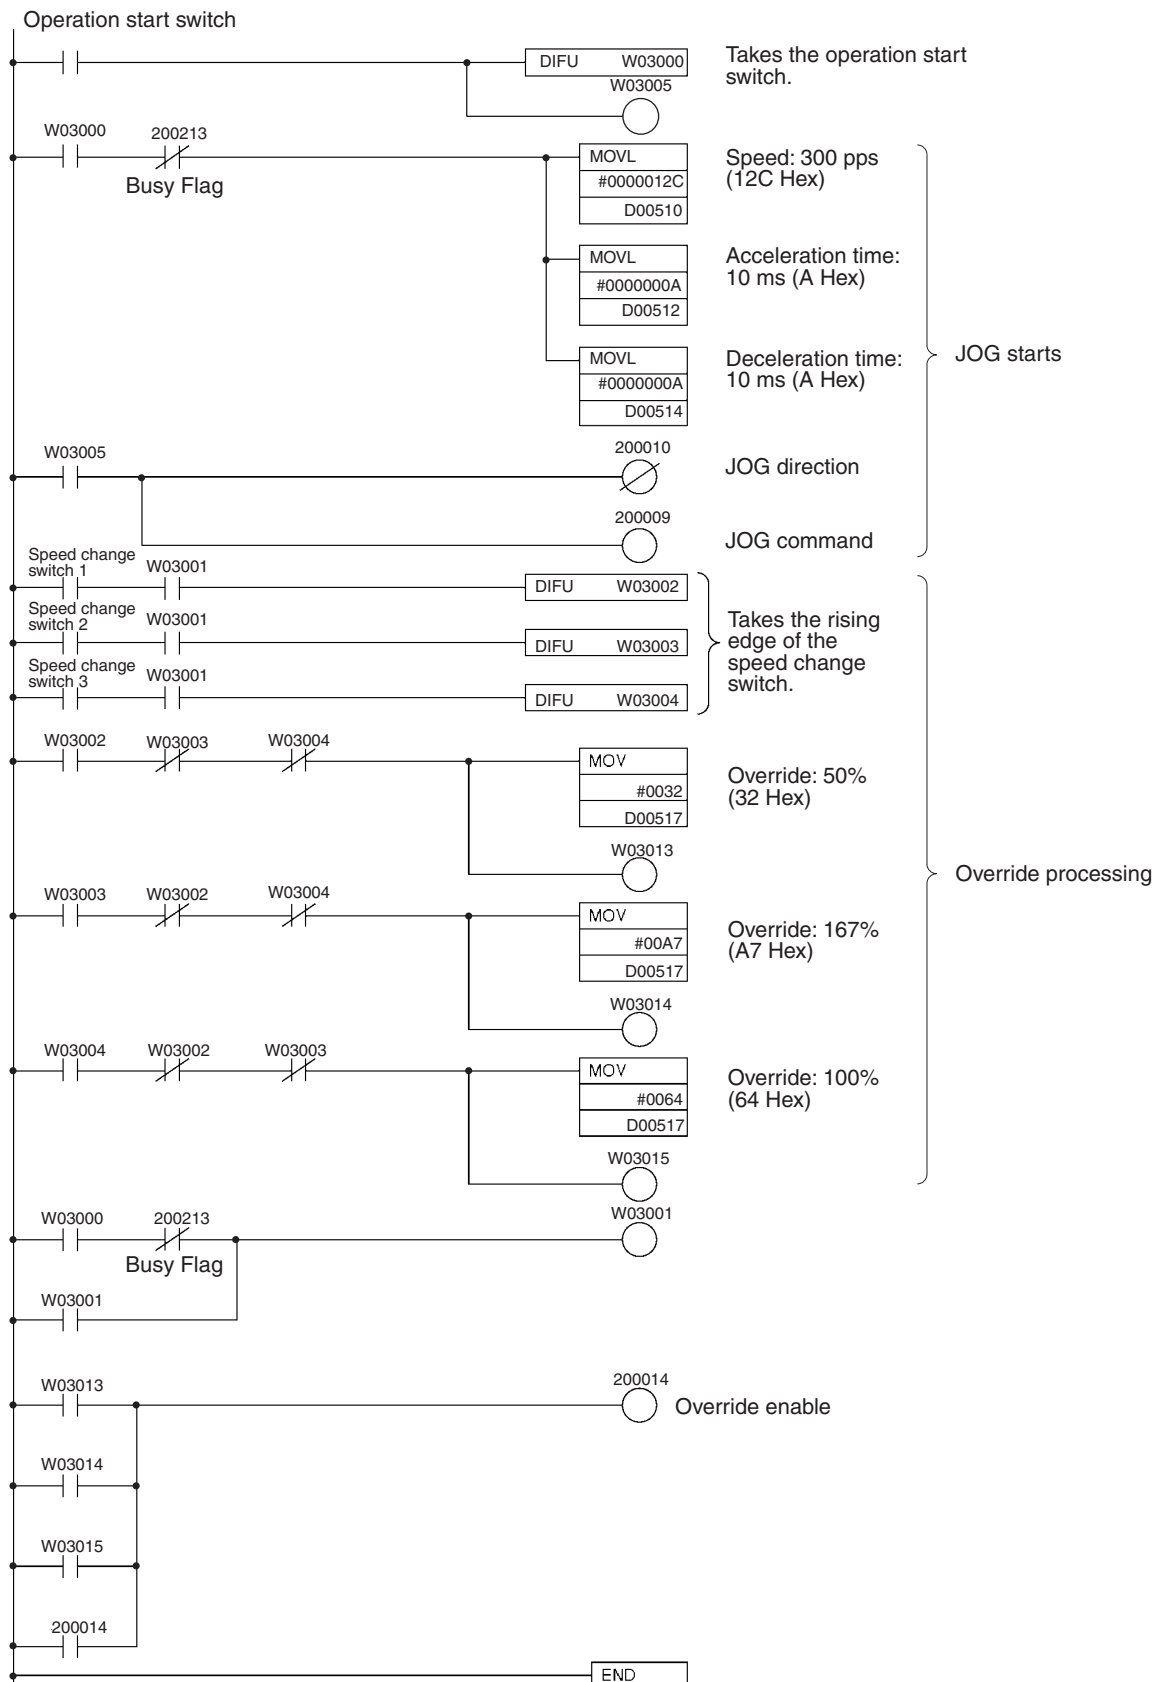 Operation start switch
DIFU W03000
Takes the operation start
switch.
W03005
W03000
200213
Busy Flag
MOVL
#0000012C
D00510
Speed: 300 pps
(12C Hex)
MOVL
#0000000A
D00512
Acceleration time:
10 ms (A Hex)
MOVL
#0000000A
D00514
Deceleration time:
10 ms (A Hex)
JOG starts
W03005
200010
JOG direction
200009
JOG command
Speed change
switch 1
W03001
DIFU W03002
Speed change
switch 2
W03001
DIFU W03003
Speed change
switch 3
W03001
DIFU W03004
Takes the rising
edge of the
speed change
switch.
W03002
W03003
W03004
MOV
#0032
D00517
Override: 50%
(32 Hex)
W03013
Override processing
W03003
W03002
W03004
MOV
#00A7
D00517
Override: 167%
(A7 Hex)
W03014
W03004
W03002
W03003
MOV
#0064
D00517
Override: 100%
(64 Hex)
W03015
W03000
200213
Busy Flag
W03001
W03001
W03013
200014
Override enable
W03014
W03015
200014
END